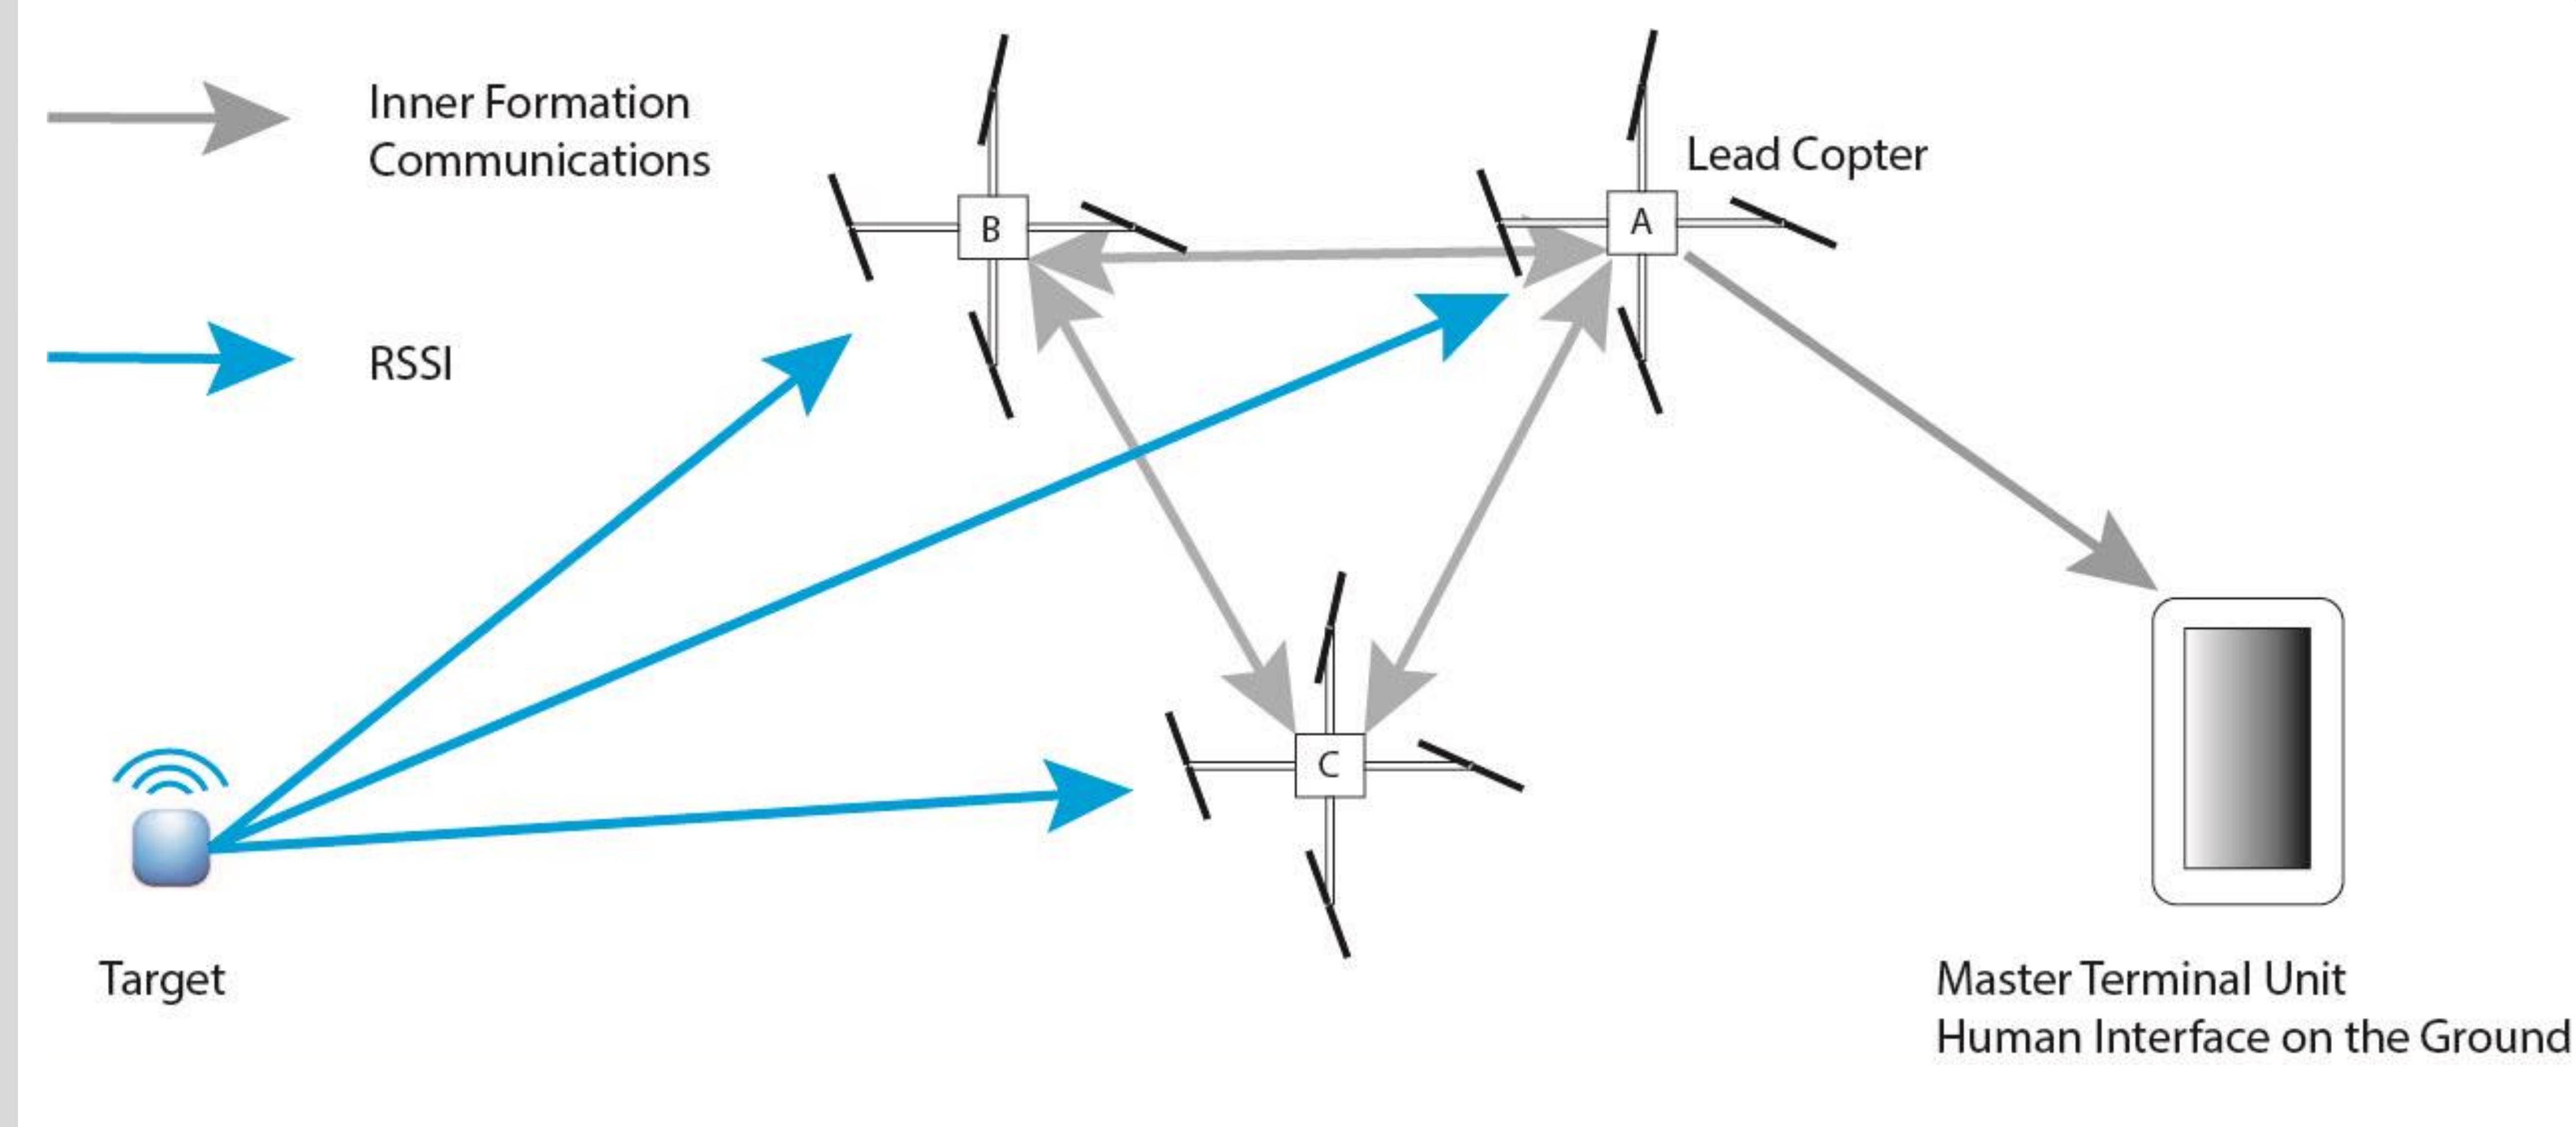 Inner Formation
Communications
RSSI
B
A
Lead Copter
C
Target
Master Terminal Unit
Human Interface on the Ground